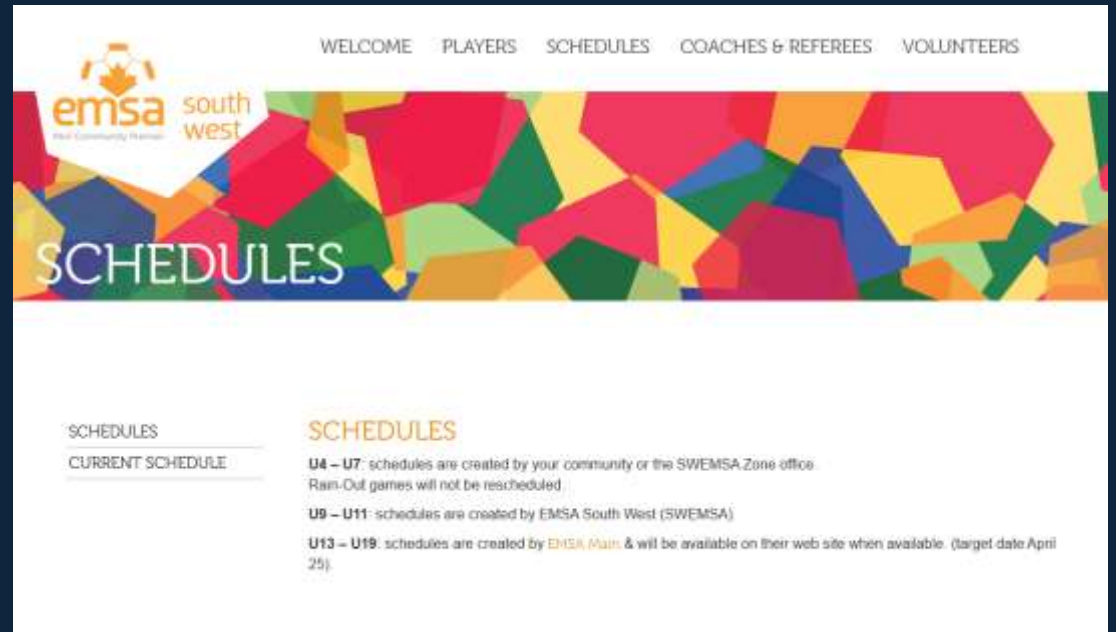 WELCOME PLAYERS SCHEDULES COACHES & REFEREES VOLUNTEERS
emsa south west
SCHEDULES
SCHEDULES
CURRENT SCHEDULE
SCHEDULES
U4 – U7: schedules are created by your community or the SWEMSA Zone office.
Rain-Out games will not be rescheduled.
U9 – U11: schedules are created by EMSA South West (SWEMSA)
U13 – U19: schedules are created by EMSA Main & will be available on their web site when available. (target date April
25).